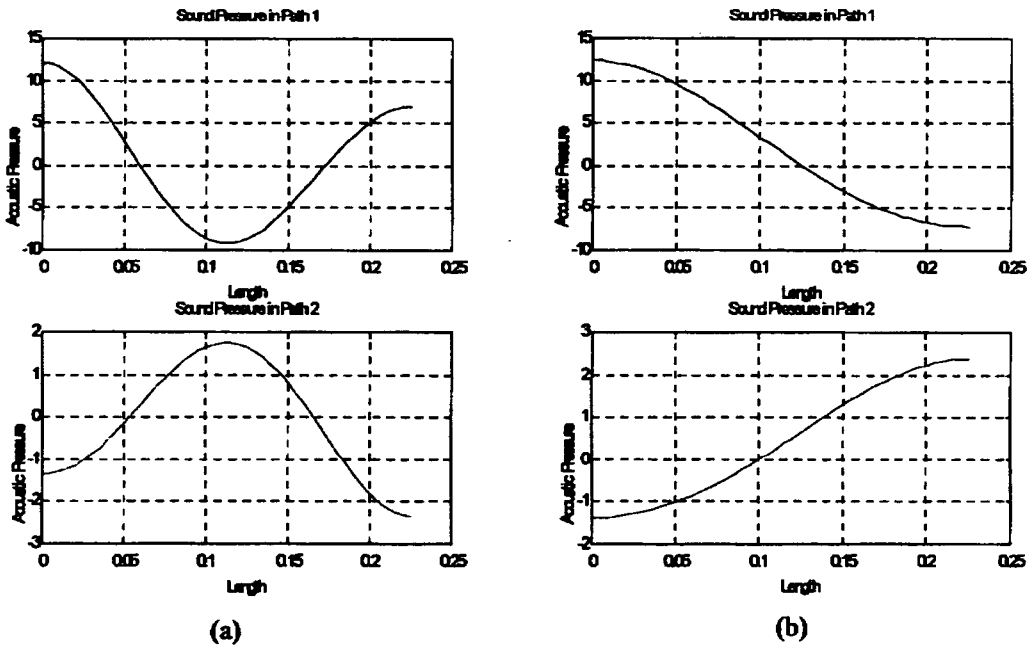 Sound Pressure in Path 1
15
10
5
0
-5
-10
Acoustic Pressure
0 0.05 0.1 0.15 0.2 0.25
Length
Sound Pressure in Path 2
2
1
0
-1
-2
-3
Acoustic Pressure
0 0.05 0.1 0.15 0.2 0.25
Length
(a)
Sound Pressure in Path 1
15
10
5
0
-5
-10
Acoustic Pressure
0 0.05 0.1 0.15 0.2 0.25
Length
Sound Pressure in Path 2
3
2
1
0
-1
-2
Acoustic Pressure
0 0.05 0.1 0.15 0.2 0.25
Length
(b)